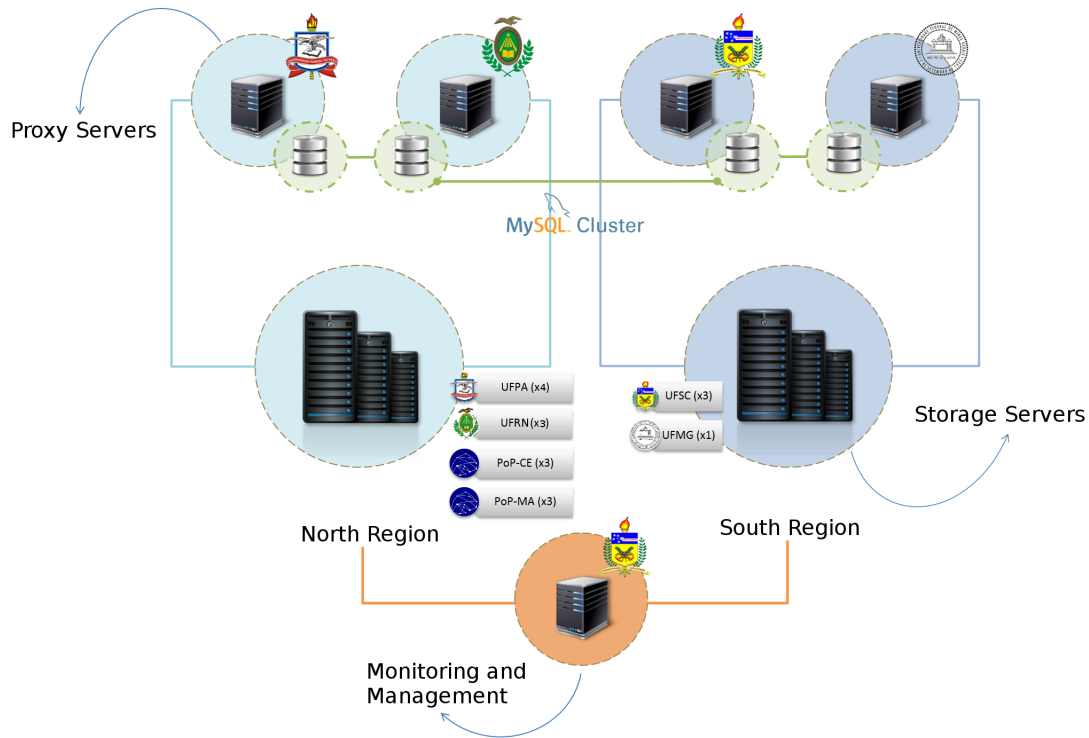 Proxy Servers
MySQL™ Cluster
UFPA (x4)
UFRN(x3)
PoP-CE (x3)
PoP-MA (x3)
UFSC (x3)
UFMG (x1)
Storage Servers
North Region
South Region
Monitoring and
Management